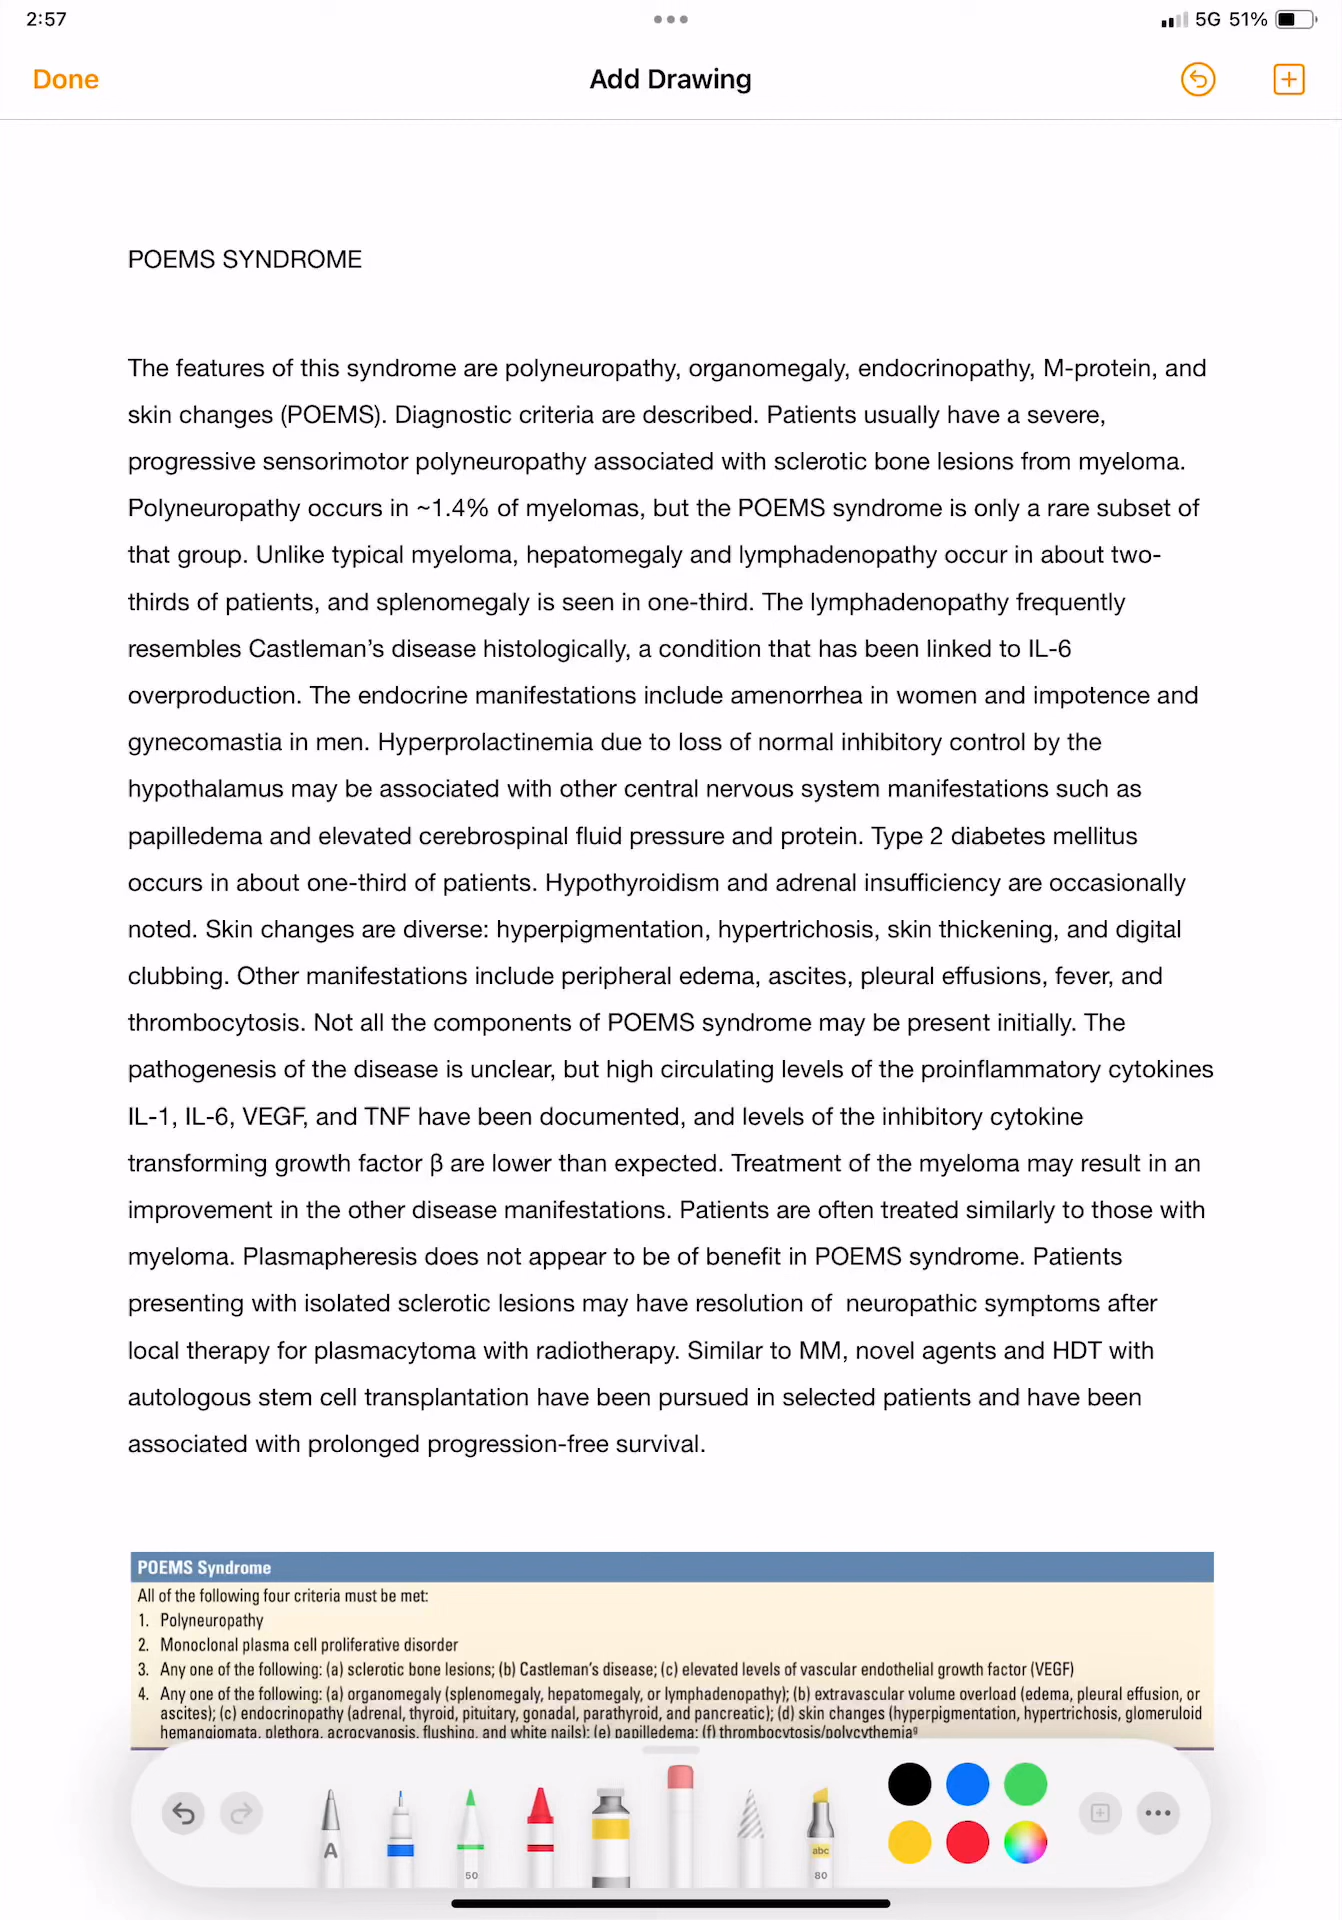 2:57
5G 51%
Done
Add Drawing
POEMS SYNDROME
The features of this syndrome are polyneuropathy, organomegaly, endocrinopathy, M-protein, and
skin changes (POEMS). Diagnostic criteria are described. Patients usually have a severe,
progressive sensorimotor polyneuropathy associated with sclerotic bone lesions from myeloma.
Polyneuropathy occurs in ~1.4% of myelomas, but the POEMS syndrome is only a rare subset of
that group. Unlike typical myeloma, hepatomegaly and lymphadenopathy occur in about two-
thirds of patients, and splenomegaly is seen in one-third. The lymphadenopathy frequently
resembles Castleman’s disease histologically, a condition that has been linked to IL-6
overproduction. The endocrine manifestations include amenorrhea in women and impotence and
gynecomastia in men. Hyperprolactinemia due to loss of normal inhibitory control by the
hypothalamus may be associated with other central nervous system manifestations such as
papilledema and elevated cerebrospinal fluid pressure and protein. Type 2 diabetes mellitus
occurs in about one-third of patients. Hypothyroidism and adrenal insufficiency are occasionally
noted. Skin changes are diverse: hyperpigmentation, hypertrichosis, skin thickening, and digital
clubbing. Other manifestations include peripheral edema, ascites, pleural effusions, fever, and
thrombocytosis. Not all the components of POEMS syndrome may be present initially. The
pathogenesis of the disease is unclear, but high circulating levels of the proinflammatory cytokines
IL-1, IL-6, VEGF, and TNF have been documented, and levels of the inhibitory cytokine
transforming growth factor β are lower than expected. Treatment of the myeloma may result in an
improvement in the other disease manifestations. Patients are often treated similarly to those with
myeloma. Plasmapheresis does not appear to be of benefit in POEMS syndrome. Patients
presenting with isolated sclerotic lesions may have resolution of  neuropathic symptoms after
local therapy for plasmacytoma with radiotherapy. Similar to MM, novel agents and HDT with
autologous stem cell transplantation have been pursued in selected patients and have been
associated with prolonged progression-free survival.
POEMS Syndrome
All of the following four criteria must be met:
1. Polyneuropathy
2. Monoclonal plasma cell proliferative disorder
3. Any one of the following: (a) sclerotic bone lesions; (b) Castleman’s disease; (c) elevated levels of vascular endothelial growth factor (VEGF)
4. Any one of the following: (a) organomegaly (splenomegaly, hepatomegaly, or lymphadenopathy); (b) extravascular volume overload (edema, pleural effusion, or
ascites); (c) endocrinopathy (adrenal, thyroid, pituitary, gonadal, parathyroid, and pancreatic); (d) skin changes (hyperpigmentation, hypertrichosis, glomeruloid
hemangiomata, plethora, acrocyanosis, flushing, and white nails); (e) papilledema; (f) thrombocytosis/polycythemiag
A
50
abc
80